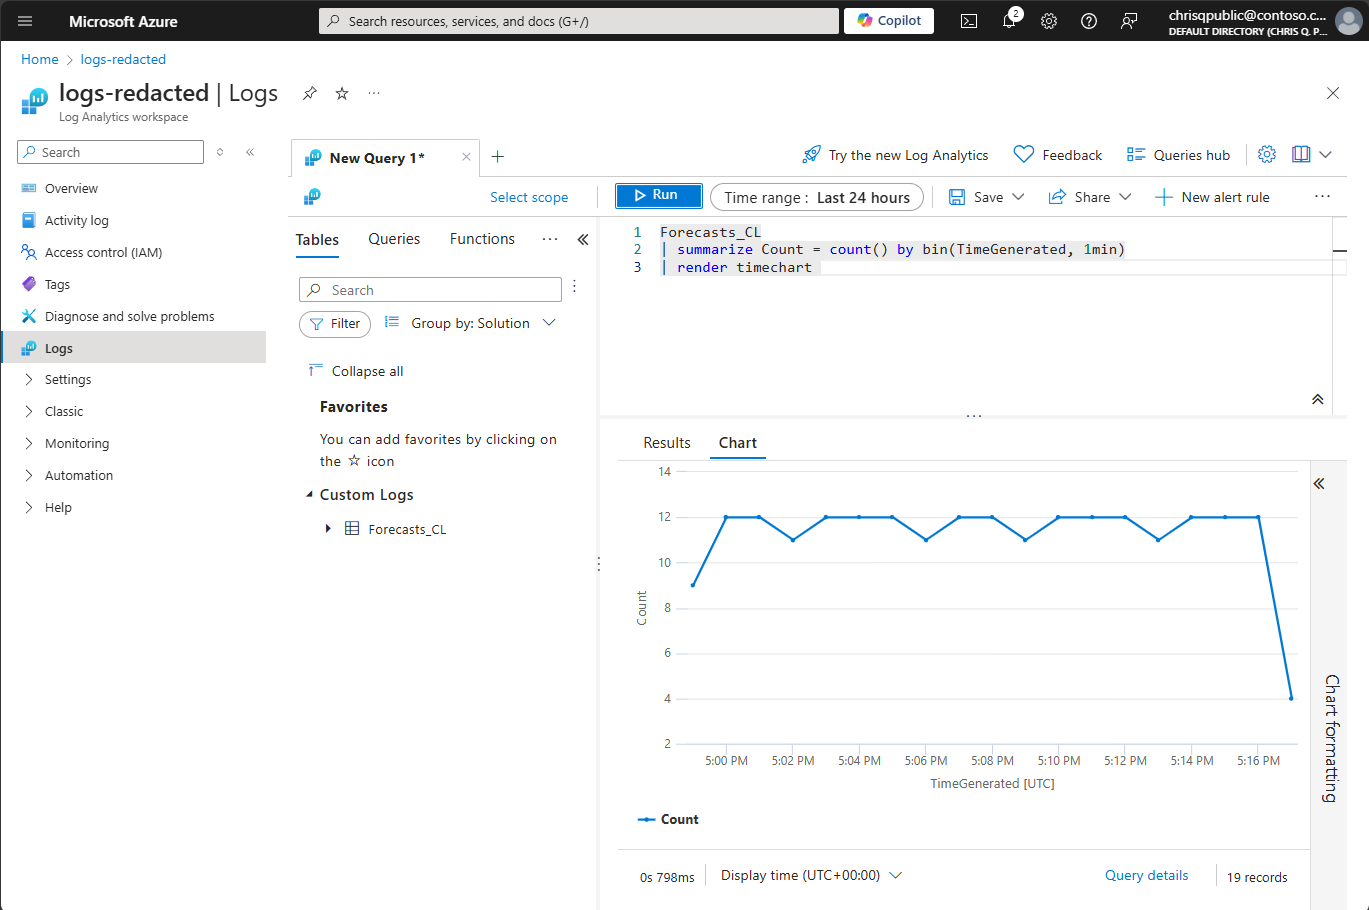 Microsoft Azure
Search resources, services, and docs (G+/)
Copilot
2
chrisqpublic@contoso.c...
DEFAULT DIRECTORY (CHRIS Q. P...
Home > logs-redacted
logs-redacted | Logs
Log Analytics workspace
Search
Overview
Activity log
Access control (IAM)
Tags
Diagnose and solve problems
Logs
Settings
Classic
Monitoring
Automation
Help
New Query 1*
Try the new Log Analytics
Feedback
Queries hub
Select scope
Run
Time range : Last 24 hours
Save
Share
New alert rule
Tables
Queries
Functions
Search
Filter
Group by: Solution
Collapse all
Favorites
You can add favorites by clicking on
the ☆ icon
Custom Logs
Forecasts_CL
1 Forecasts_CL
2 | summarize Count = count() by bin(TimeGenerated, 1min)
3 | render timechart
Results
Chart
14
12
10
8
6
4
2
Count
5:00 PM
5:02 PM
5:04 PM
5:06 PM
5:08 PM
5:10 PM
5:12 PM
5:14 PM
5:16 PM
TimeGenerated [UTC]
Count
Chart formatting
0s 798ms
Display time (UTC+00:00)
Query details
19 records